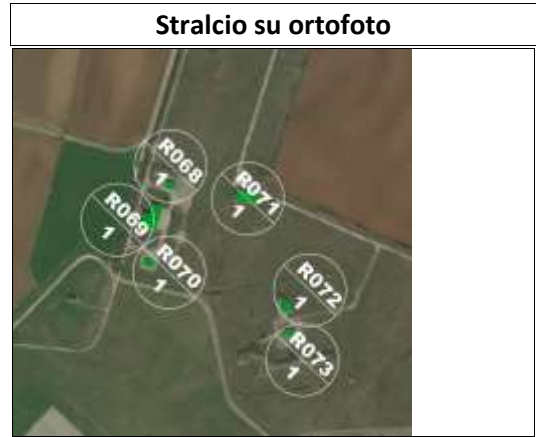 Stralcio su ortofoto
R068
1
R071
1
R069
1
R070
1
R072
1
R073
1